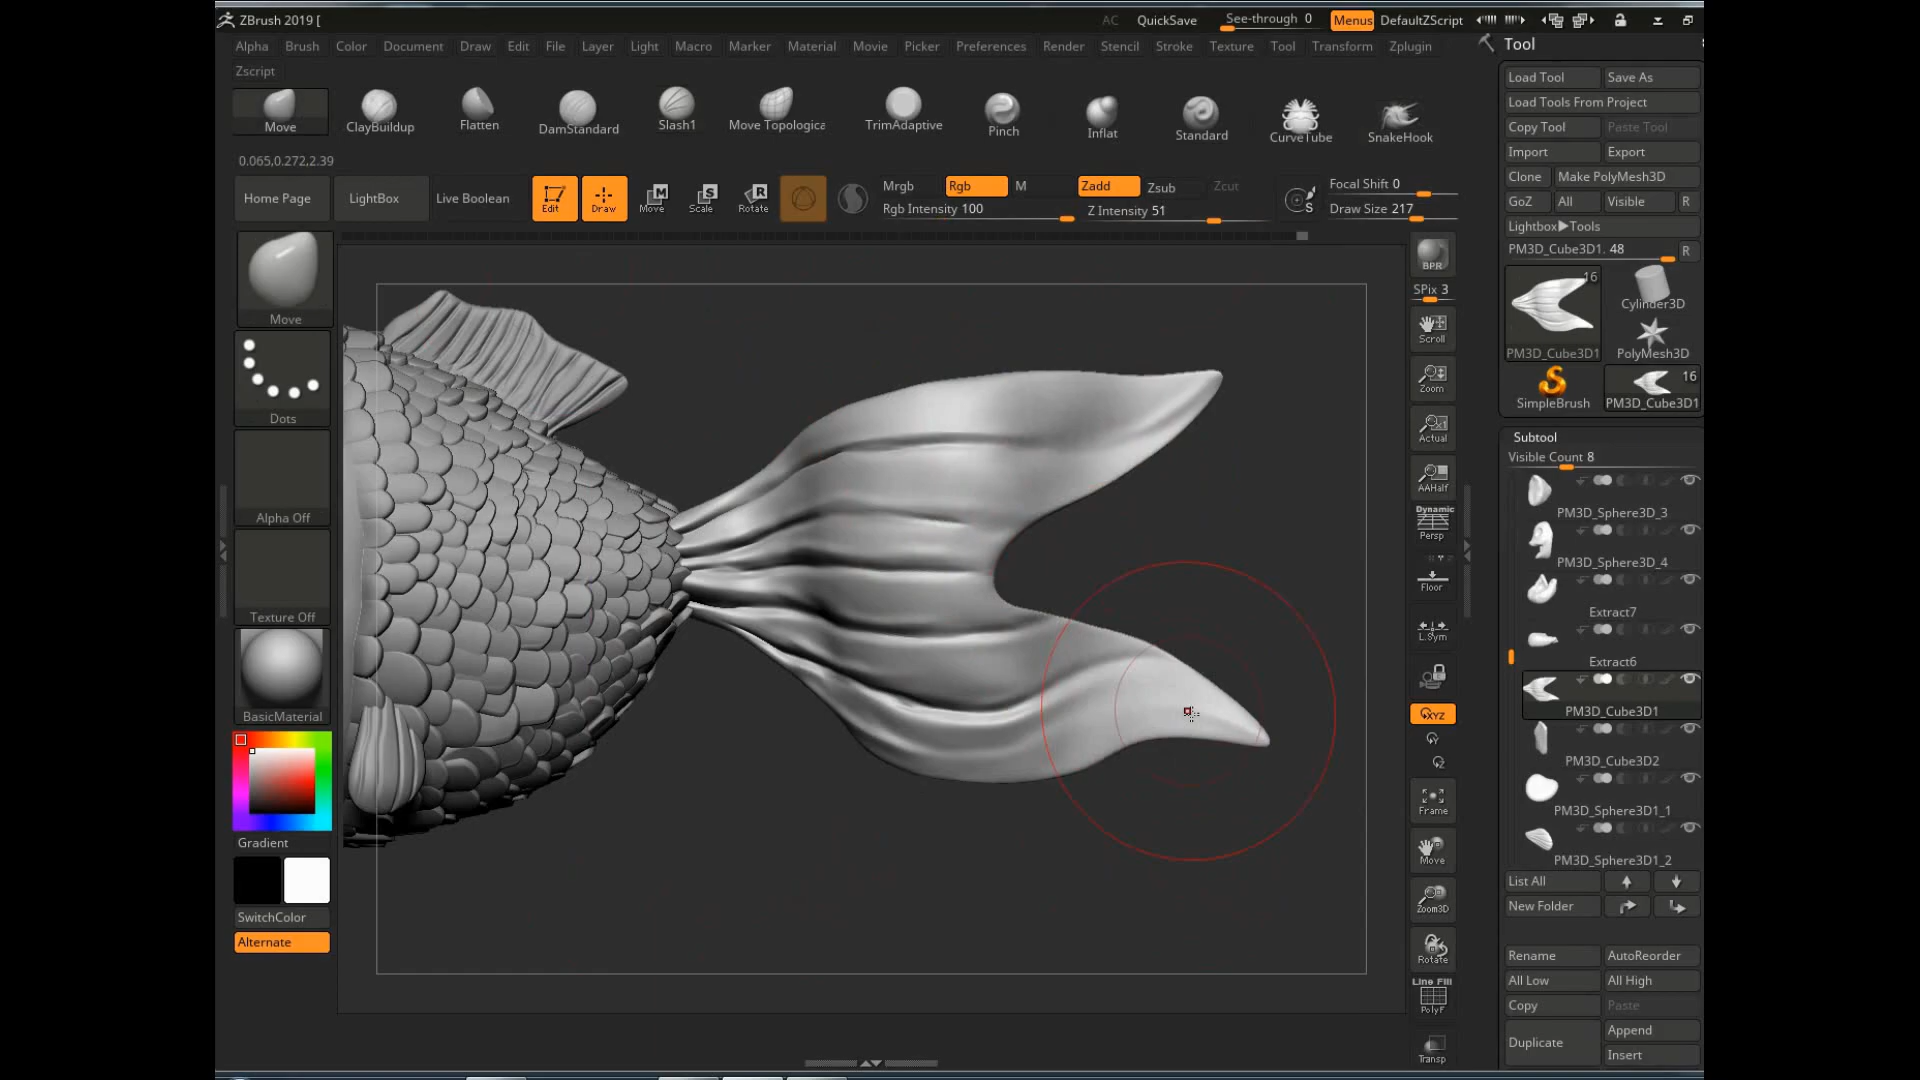 ZBrush 2019 [
AC QuickSave See-through 0 Menus DefaultZScript
Alpha Brush Color Document Draw Edit File Layer Light Macro Marker Material Movie Picker Preferences Render Stencil Stroke Texture Tool Transform Zplugin
Zscript
Move ClayBuildup Flatten DamStandard Slash1 Move Topologica TrimAdaptive Pinch Inflat Standard CurveTube SnakeHook
0.065,0.272,2.39
Home Page LightBox Live Boolean Edit Draw Move Scale Rotate
Mrgb Rgb M Zadd Zsub Zcut
Rgb Intensity 100 Z Intensity 51
Focal Shift 0
Draw Size 217
Move
Dots
Alpha Off
Texture Off
BasicMaterial
Gradient
SwitchColor
Alternate
BPR
SPix 3
Scroll
Zoom
Actual
AAHalf
Dynamic
Persp
Floor
L.Sym
XYZ
Y
Z
Frame
Move
Zoom3D
Rotate
Line Fill
PolyF
Transp
Tool
Load Tool Save As
Load Tools From Project
Copy Tool Paste Tool
Import Export
Clone Make PolyMesh3D
GoZ All Visible R
Lightbox▶Tools
PM3D_Cube3D1. 48 R
16
Cylinder3D
PM3D_Cube3D1 PolyMesh3D
16
SimpleBrush PM3D_Cube3D1
Subtool
Visible Count 8
PM3D_Sphere3D_3
PM3D_Sphere3D_4
Extract7
Extract6
PM3D_Cube3D1
PM3D_Cube3D2
PM3D_Sphere3D1_1
PM3D_Sphere3D1_2
List All
New Folder
Rename AutoReorder
All Low All High
Copy Paste
Duplicate Append
Insert